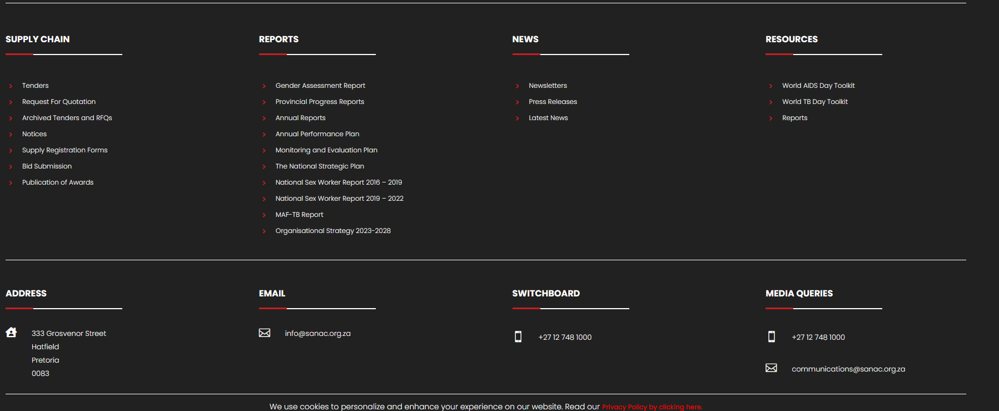 SUPPLY CHAIN
Tenders
Request For Quotation
Archived Tenders and RFQs
Notices
Supply Registration Forms
Bid Submission
Publication of Awards
REPORTS
Gender Assessment Report
Provincial Progress Reports
Annual Reports
Annual Performance Plan
Monitoring and Evaluation Plan
The National Strategic Plan
National Sex Worker Report 2016 – 2019
National Sex Worker Report 2019 – 2022
MAF-TB Report
Organisational Strategy 2023-2028
NEWS
Newsletters
Press Releases
Latest News
RESOURCES
World AIDS Day Toolkit
World TB Day Toolkit
Reports
ADDRESS
333 Grosvenor Street
Hatfield
Pretoria
0083
EMAIL
info@sanac.org.za
SWITCHBOARD
+27 12 748 1000
MEDIA QUERIES
+27 12 748 1000
communications@sanac.org.za
We use cookies to personalize and enhance your experience on our website. Read our Privacy Policy by clicking here.